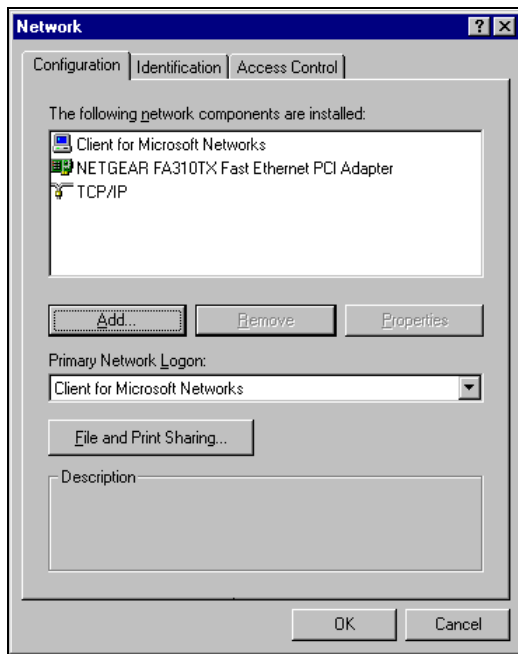 Network
Configuration Identification Access Control
The following network components are installed:
Client for Microsoft Networks
NETGEAR FA310TX Fast Ethernet PCI Adapter
TCP/IP
Add... Remove Properties
Primary Network Logon:
Client for Microsoft Networks
File and Print Sharing...
Description
OK Cancel